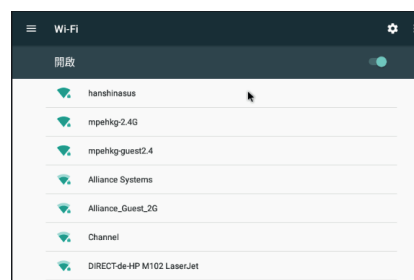 Wi-Fi
開啟
hanshinasus
mpehkg-2.4G
mpehkg-guest2.4
Alliance Systems
Alliance_Guest_2G
Channel
DIRECT-de-HP M102 LaserJet